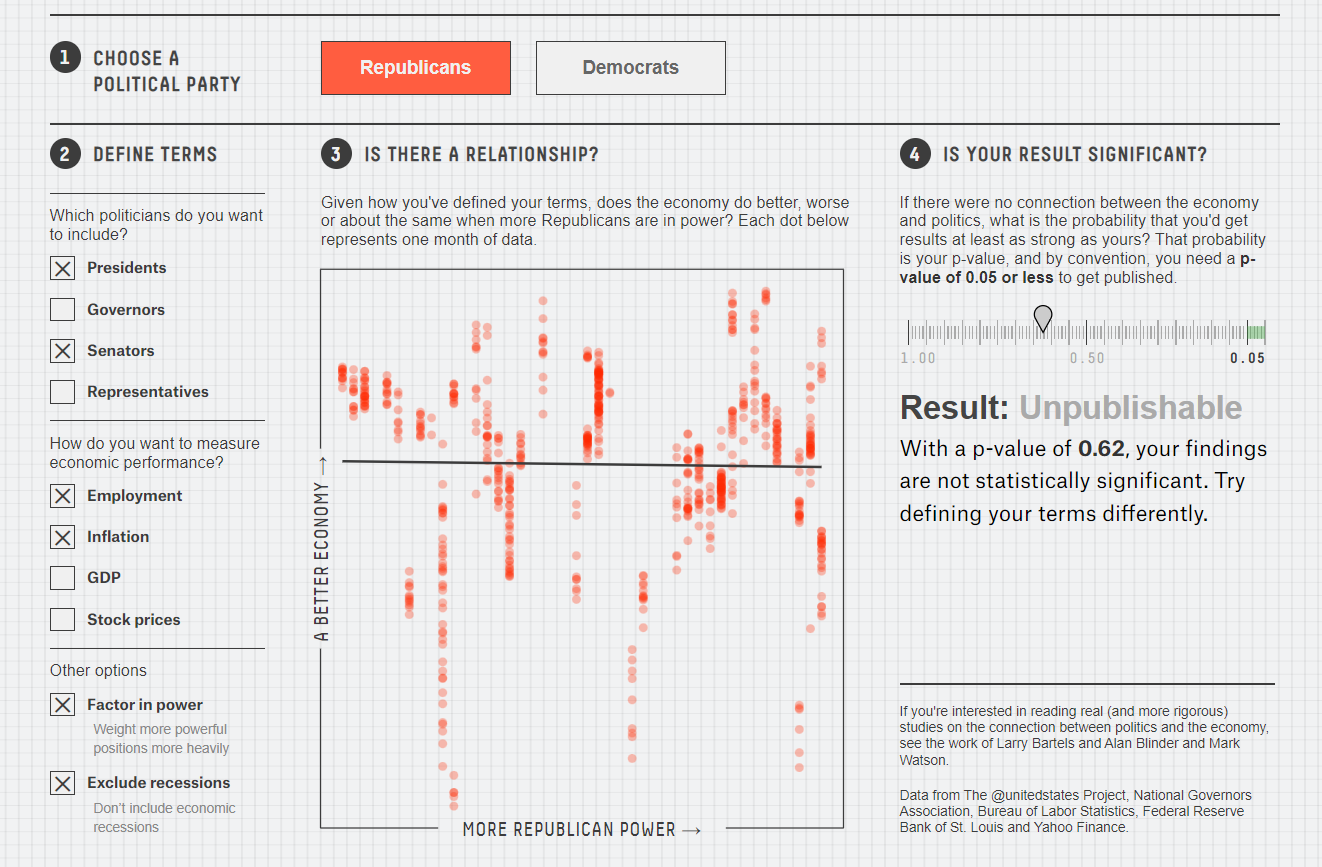 1 CHOOSE A
POLITICAL PARTY
Republicans
Democrats
2 DEFINE TERMS
Which politicians do you want
to include?
Presidents
Governors
Senators
Representatives
How do you want to measure
economic performance?
Employment
Inflation
GDP
Stock prices
Other options
Factor in power
Weight more powerful
positions more heavily
Exclude recessions
Don't include economic
recessions
3 IS THERE A RELATIONSHIP?
Given how you've defined your terms, does the economy do better, worse
or about the same when more Republicans are in power? Each dot below
represents one month of data.
A BETTER ECONOMY →
MORE REPUBLICAN POWER →
4 IS YOUR RESULT SIGNIFICANT?
If there were no connection between the economy
and politics, what is the probability that you'd get
results at least as strong as yours? That probability
is your p-value, and by convention, you need a p-
value of 0.05 or less to get published.
1.00 0.50 0.05
Result: Unpublishable
With a p-value of 0.62, your findings
are not statistically significant. Try
defining your terms differently.
If you're interested in reading real (and more rigorous)
studies on the connection between politics and the economy,
see the work of Larry Bartels and Alan Blinder and Mark
Watson.
Data from The @unitedstates Project, National Governors
Association, Bureau of Labor Statistics, Federal Reserve
Bank of St. Louis and Yahoo Finance.